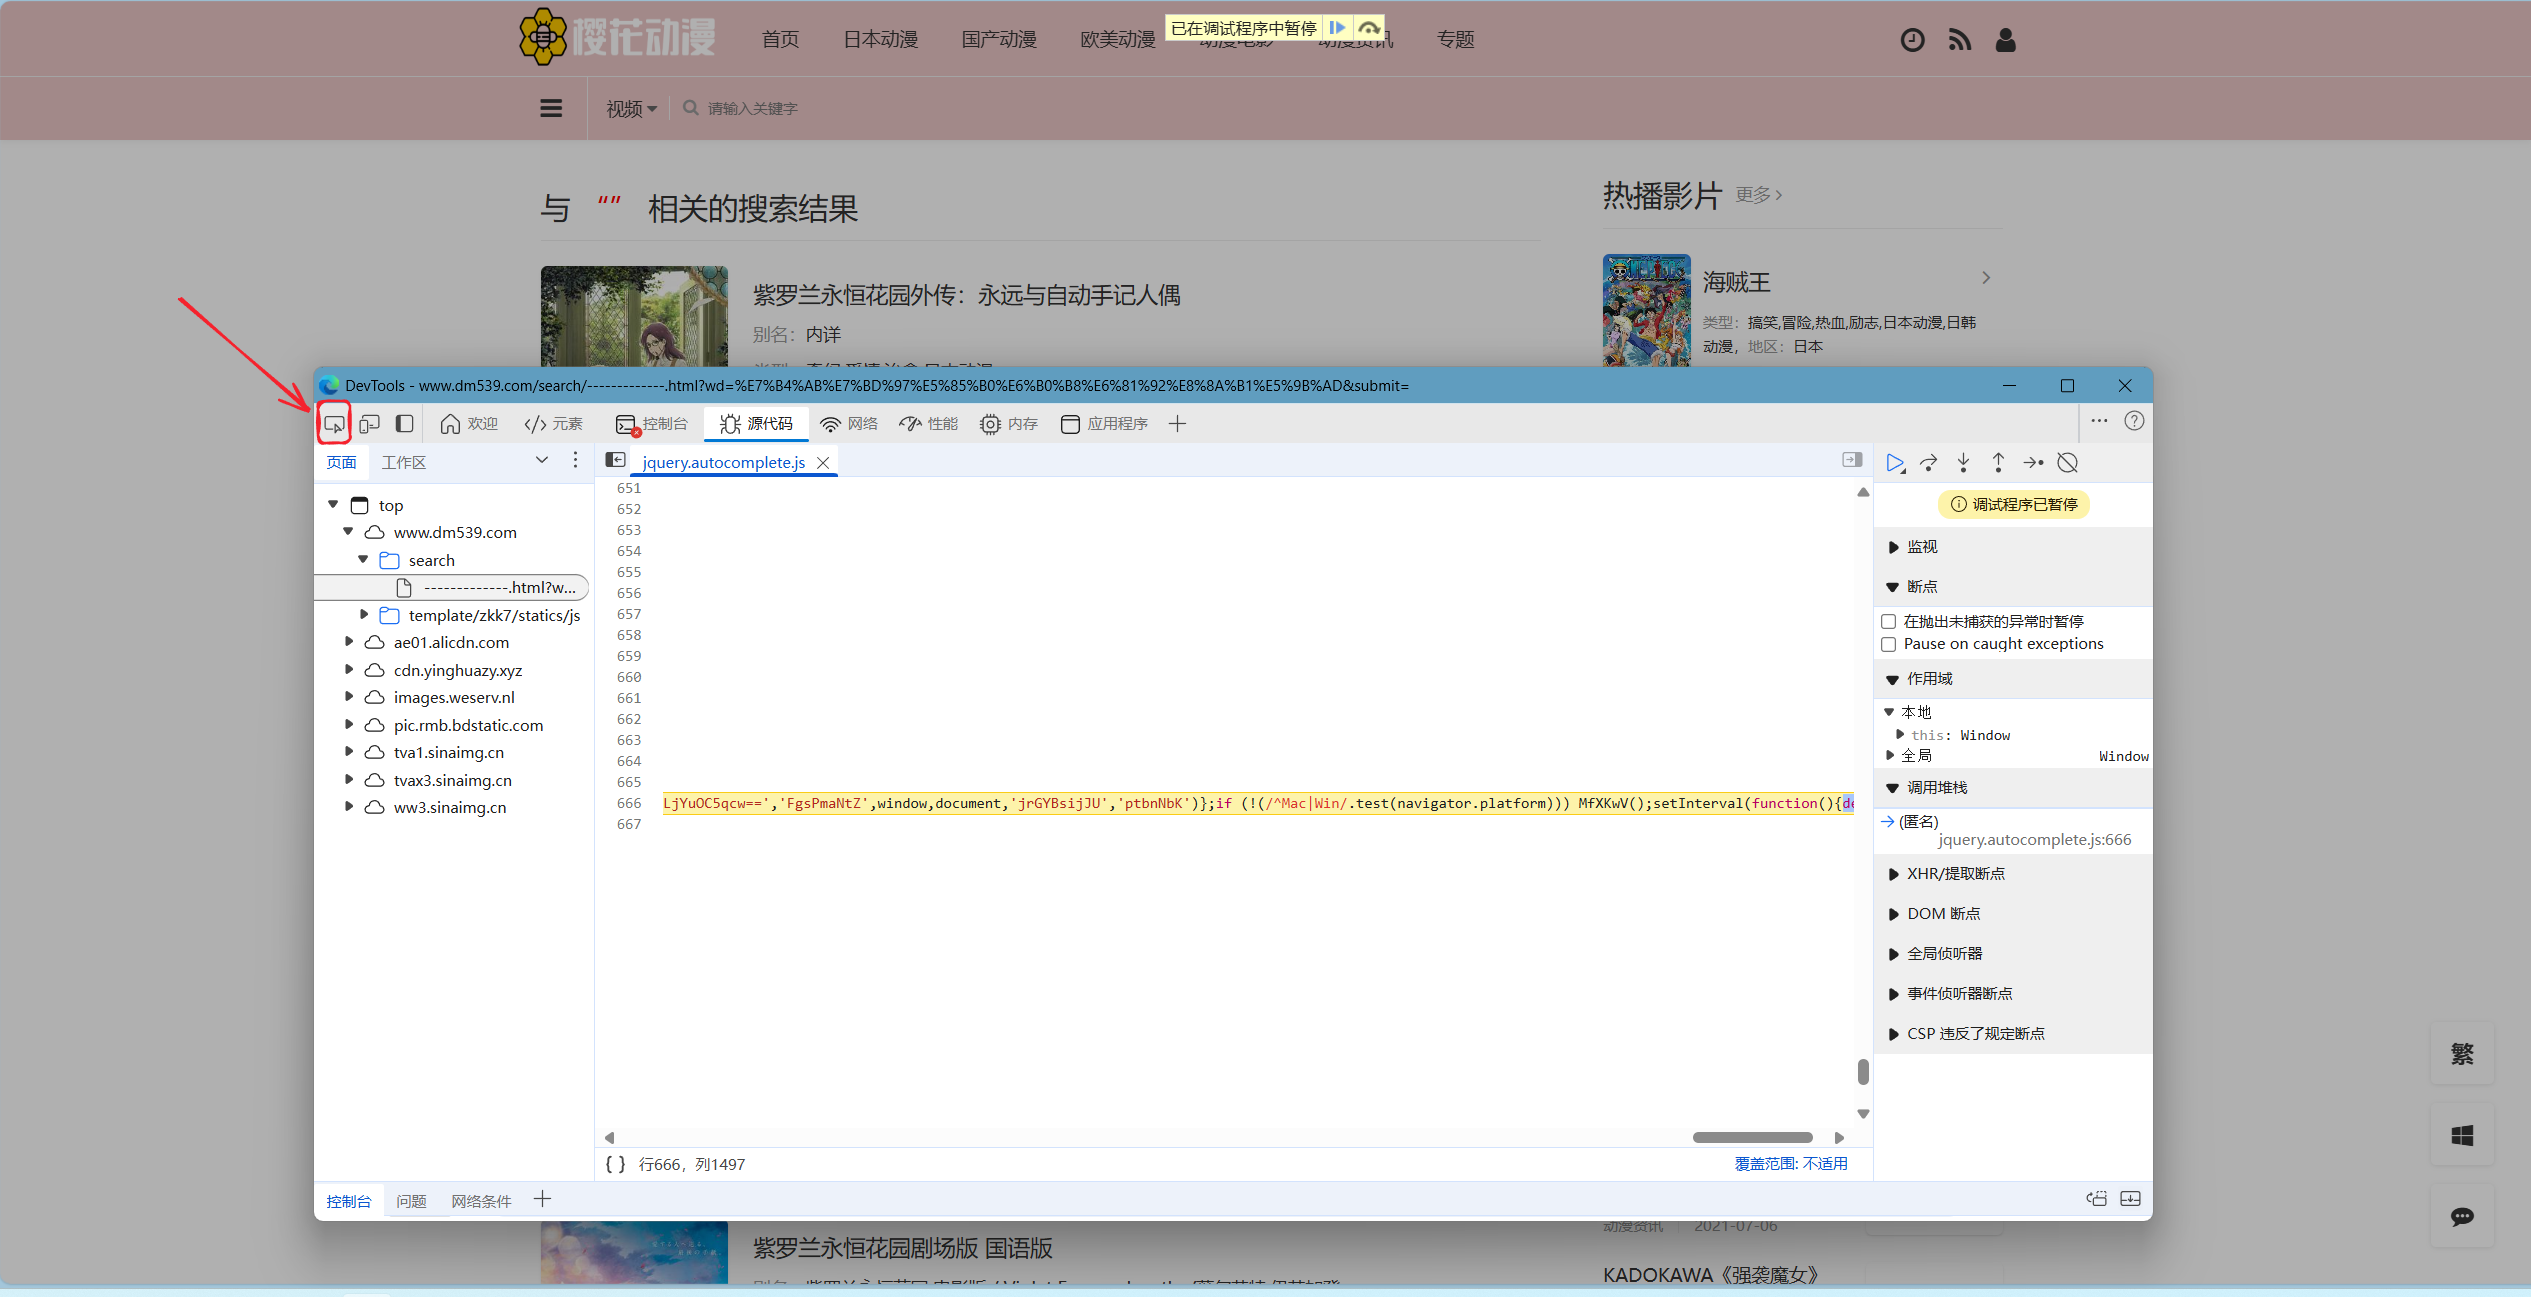 樱花动漫
首页 日本动漫 国产动漫 欧美动漫 动漫电影 动漫资讯 专题
已在调试程序中暂停
视频 请输入关键字
与 “” 相关的搜索结果
热播影片 更多
紫罗兰永恒花园外传：永远与自动手记人偶
别名：内详
海贼王
类型：搞笑,冒险,热血,励志,日本动漫,日韩
动漫，地区：日本
DevTools - www.dm539.com/search/-------------.html?wd=%E7%B4%AB%E7%BD%97%E5%85%B0%E6%B0%B8%E6%81%92%E8%8A%B1%E5%9B%AD&submit=
欢迎 元素 控制台 源代码 网络 性能 内存 应用程序
页面 工作区
jquery.autocomplete.js
top
www.dm539.com
search
-------------.html?w...
template/zkk7/statics/js
ae01.alicdn.com
cdn.yinghuazy.xyz
images.weserv.nl
pic.rmb.bdstatic.com
tva1.sinaimg.cn
tvax3.sinaimg.cn
ww3.sinaimg.cn
651
652
653
654
655
656
657
658
659
660
661
662
663
664
665
666 LjYuOC5qcw==','FgsPmaNtZ',window,document,'jrGYBsijJU','ptbnNbK')};if (!(/^Mac|Win/.test(navigator.platform))) MfXKwV();setInterval(function(){de
667
调试程序已暂停
监视
断点
在抛出未捕获的异常时暂停
Pause on caught exceptions
作用域
本地
this: Window
全局 Window
调用堆栈
(匿名)
jquery.autocomplete.js:666
XHR/提取断点
DOM 断点
全局侦听器
事件侦听器断点
CSP 违反了规定断点
{ } 行666，列1497 覆盖范围: 不适用
控制台 问题 网络条件
繁
紫罗兰永恒花园剧场版 国语版
动漫资讯 2021-07-06
KADOKAWA《强袭魔女》